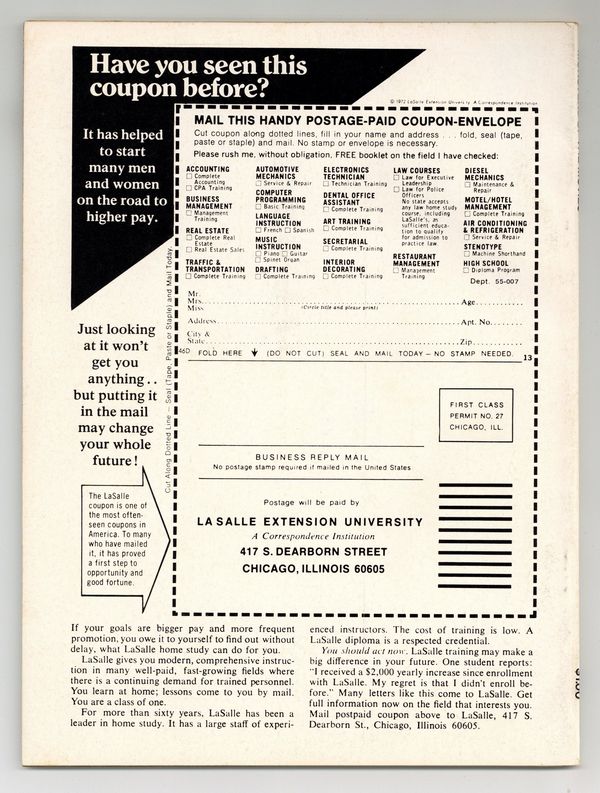 Have you seen this
coupon before?
It has helped
to start
many men
and women
on the road to
higher pay.
Just looking
at it won't
get you
anything . .
but putting it
in the mail
may change
your whole
future!
The LaSalle
coupon is one of
the most often-
seen coupons in
America. To many
who have mailed
it, it has proved
a first step to
opportunity and
good fortune.
Cut Along Dotted Line — Seal (Tape, Paste or Staple) and Mail Today.
© 1972 LaSalle Extension University A Correspondence Institution
MAIL THIS HANDY POSTAGE-PAID COUPON-ENVELOPE
Cut coupon along dotted lines, fill in your name and address . . . fold, seal (tape,
paste or staple) and mail. No stamp or envelope is necessary.
Please rush me, without obligation, FREE booklet on the field I have checked:
ACCOUNTING
☐ Complete
Accounting
☐ CPA Training
BUSINESS
MANAGEMENT
☐ Management
Training
REAL ESTATE
☐ Complete Real
Estate
☐ Real Estate Sales
TRAFFIC &
TRANSPORTATION
☐ Complete Training
AUTOMOTIVE
MECHANICS
☐ Service & Repair
COMPUTER
PROGRAMMING
☐ Basic Training
LANGUAGE
INSTRUCTION
☐ French ☐ Spanish
MUSIC
INSTRUCTION
☐ Piano ☐ Guitar
☐ Spinet Organ
DRAFTING
☐ Complete Training
ELECTRONICS
TECHNICIAN
☐ Technician Training
DENTAL OFFICE
ASSISTANT
☐ Complete Training
ART TRAINING
☐ Complete Training
SECRETARIAL
☐ Complete Training
INTERIOR
DECORATING
☐ Complete Training
LAW COURSES
☐ Law for Executive
Leadership
☐ Law for Police
Officers
No state accepts
any law home study
course, including
LaSalle's, as
sufficient educa-
tion to qualify
for admission to
practice law
RESTAURANT
MANAGEMENT
☐ Management
Training
DIESEL
MECHANICS
☐ Maintenance &
Repair
MOTEL/HOTEL
MANAGEMENT
☐ Complete Training
AIR CONDITIONING
& REFRIGERATION
☐ Service & Repair
STENOTYPE
☐ Machine Shorthand
HIGH SCHOOL
☐ Diploma Program
Dept. 55-007
Mr.
Mrs.
Miss
(Circle title and please print)
Age
Address
Apt. No.
City &
State
Zip
46D FOLD HERE (DO NOT CUT) SEAL AND MAIL TODAY — NO STAMP NEEDED. 13
FIRST CLASS
PERMIT NO. 27
CHICAGO, ILL.
BUSINESS REPLY MAIL
No postage stamp required if mailed in the United States
Postage will be paid by
LA SALLE EXTENSION UNIVERSITY
A Correspondence Institution
417 S. DEARBORN STREET
CHICAGO, ILLINOIS 60605
If your goals are bigger pay and more frequent
promotion, you owe it to yourself to find out without
delay, what LaSalle home study can do for you.
LaSalle gives you modern, comprehensive instruc-
tion in many well-paid, fast-growing fields where
there is a continuing demand for trained personnel.
You learn at home; lessons come to you by mail.
You are a class of one.
For more than sixty years, LaSalle has been a
leader in home study. It has a large staff of experi-
enced instructors. The cost of training is low. A
LaSalle diploma is a respected credential.
You should act now. LaSalle training may make a
big difference in your future. One student reports:
"I received a $2,000 yearly increase since enrollment
with LaSalle. My regret is that I didn't enroll be-
fore." Many letters like this come to LaSalle. Get
full information now on the field that interests you.
Mail postpaid coupon above to LaSalle, 417 S.
Dearborn St., Chicago, Illinois 60605.